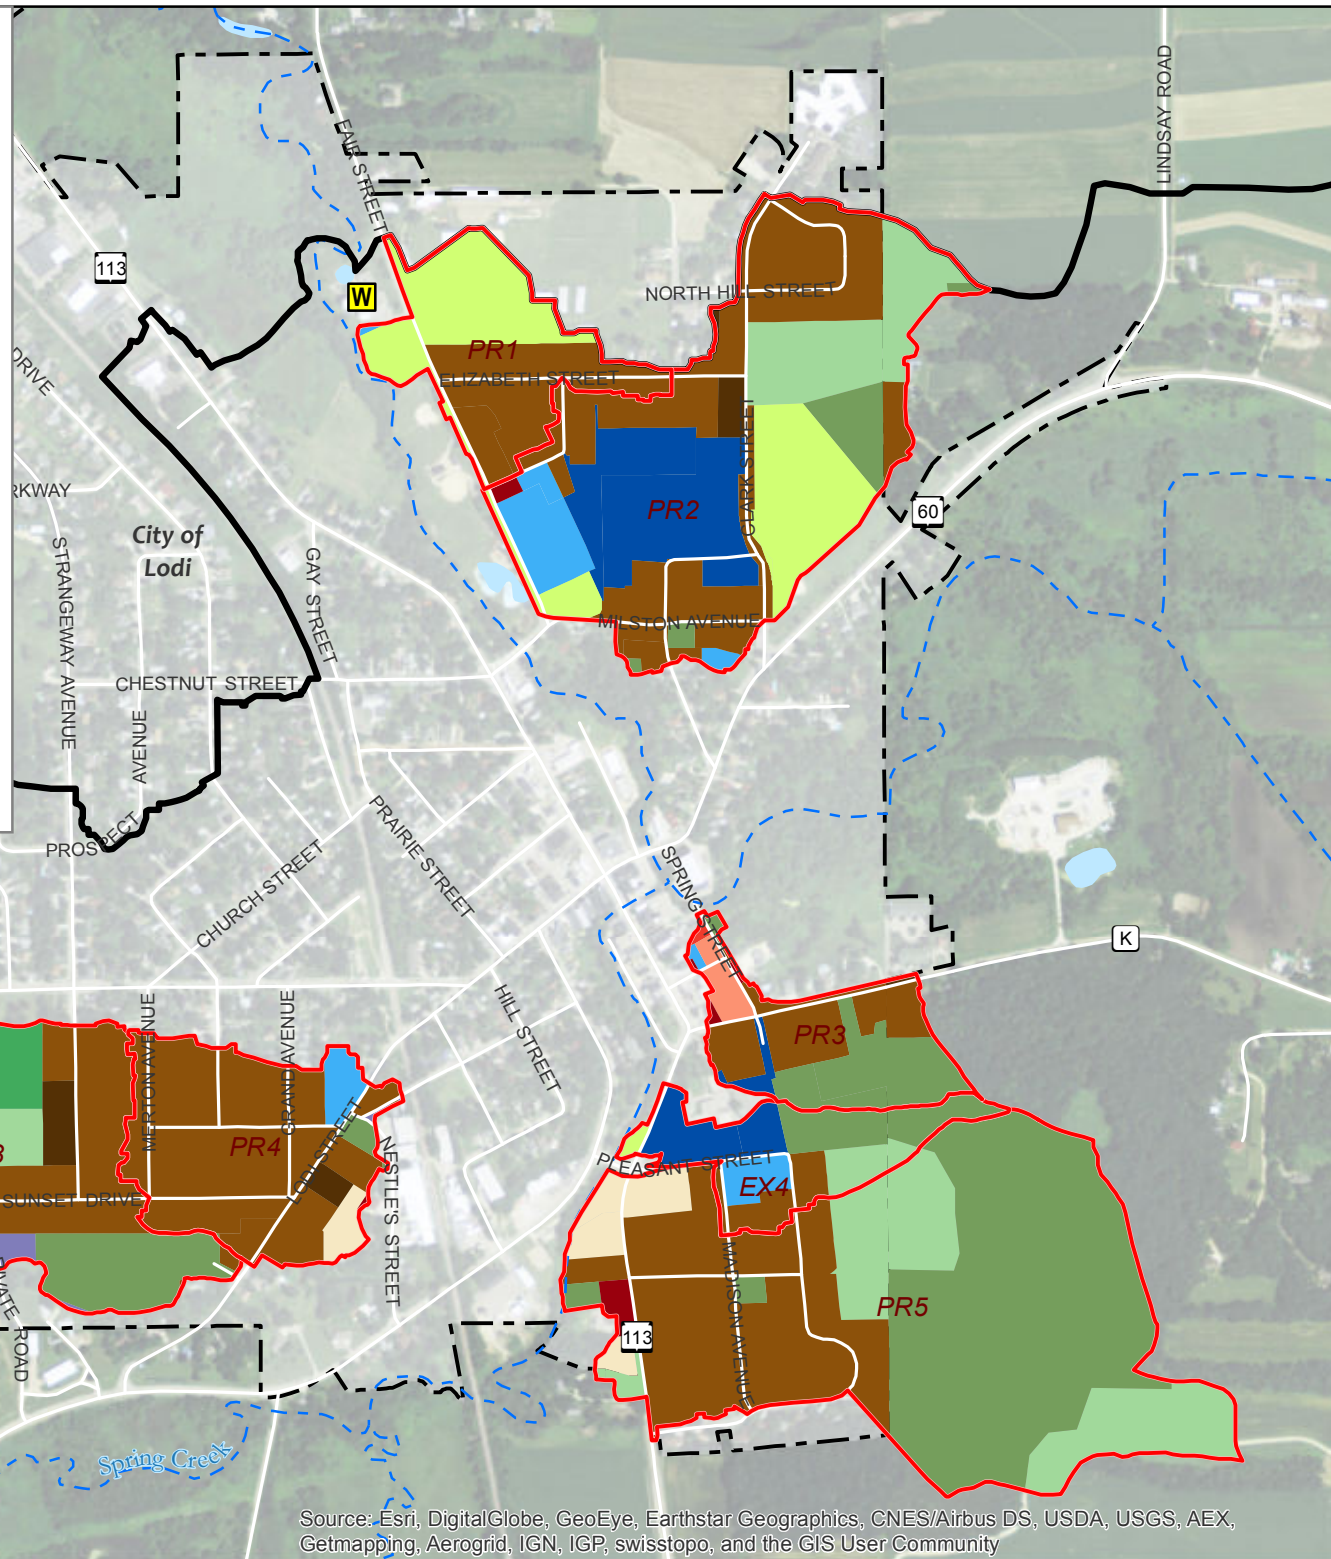 LINDSAY ROAD
FAIR STREET
113
W
NORTH HILL STREET
PR1
DRIVE
ELIZABETH STREET
CLARK STREET
RKWAY
PR2
60
City of
Lodi
STRANGEWAY AVENUE
GAY STREET
MILSTON AVENUE
CHESTNUT STREET
AVENUE
PROSPECT
PRAIRIE STREET
CHURCH STREET
SPRING STREET
K
HILL STREET
MERTON AVENUE
GRAND AVENUE
PR3
PR4
LODI STREET
NESTLE'S STREET
PLEASANT STREET
EX4
SUNSET DRIVE
MADISON AVENUE
PR5
IVATE ROAD
113
Spring Creek
Source: Esri, DigitalGlobe, GeoEye, Earthstar Geographics, CNES/Airbus DS, USDA, USGS, AEX,
Getmapping, Aerogrid, IGN, IGP, swisstopo, and the GIS User Community